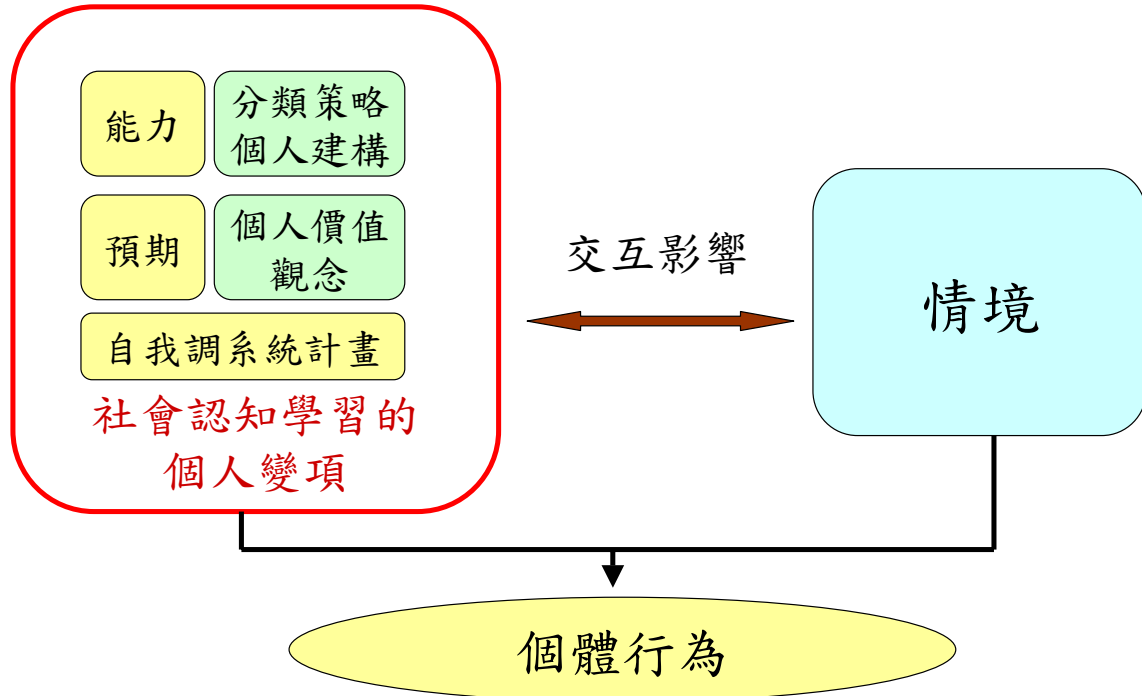 能力
分類策略
個人建構
預期
個人價值
觀念
自我調系統計畫
社會認知學習的
個人變項
交互影響
情境
個體行為